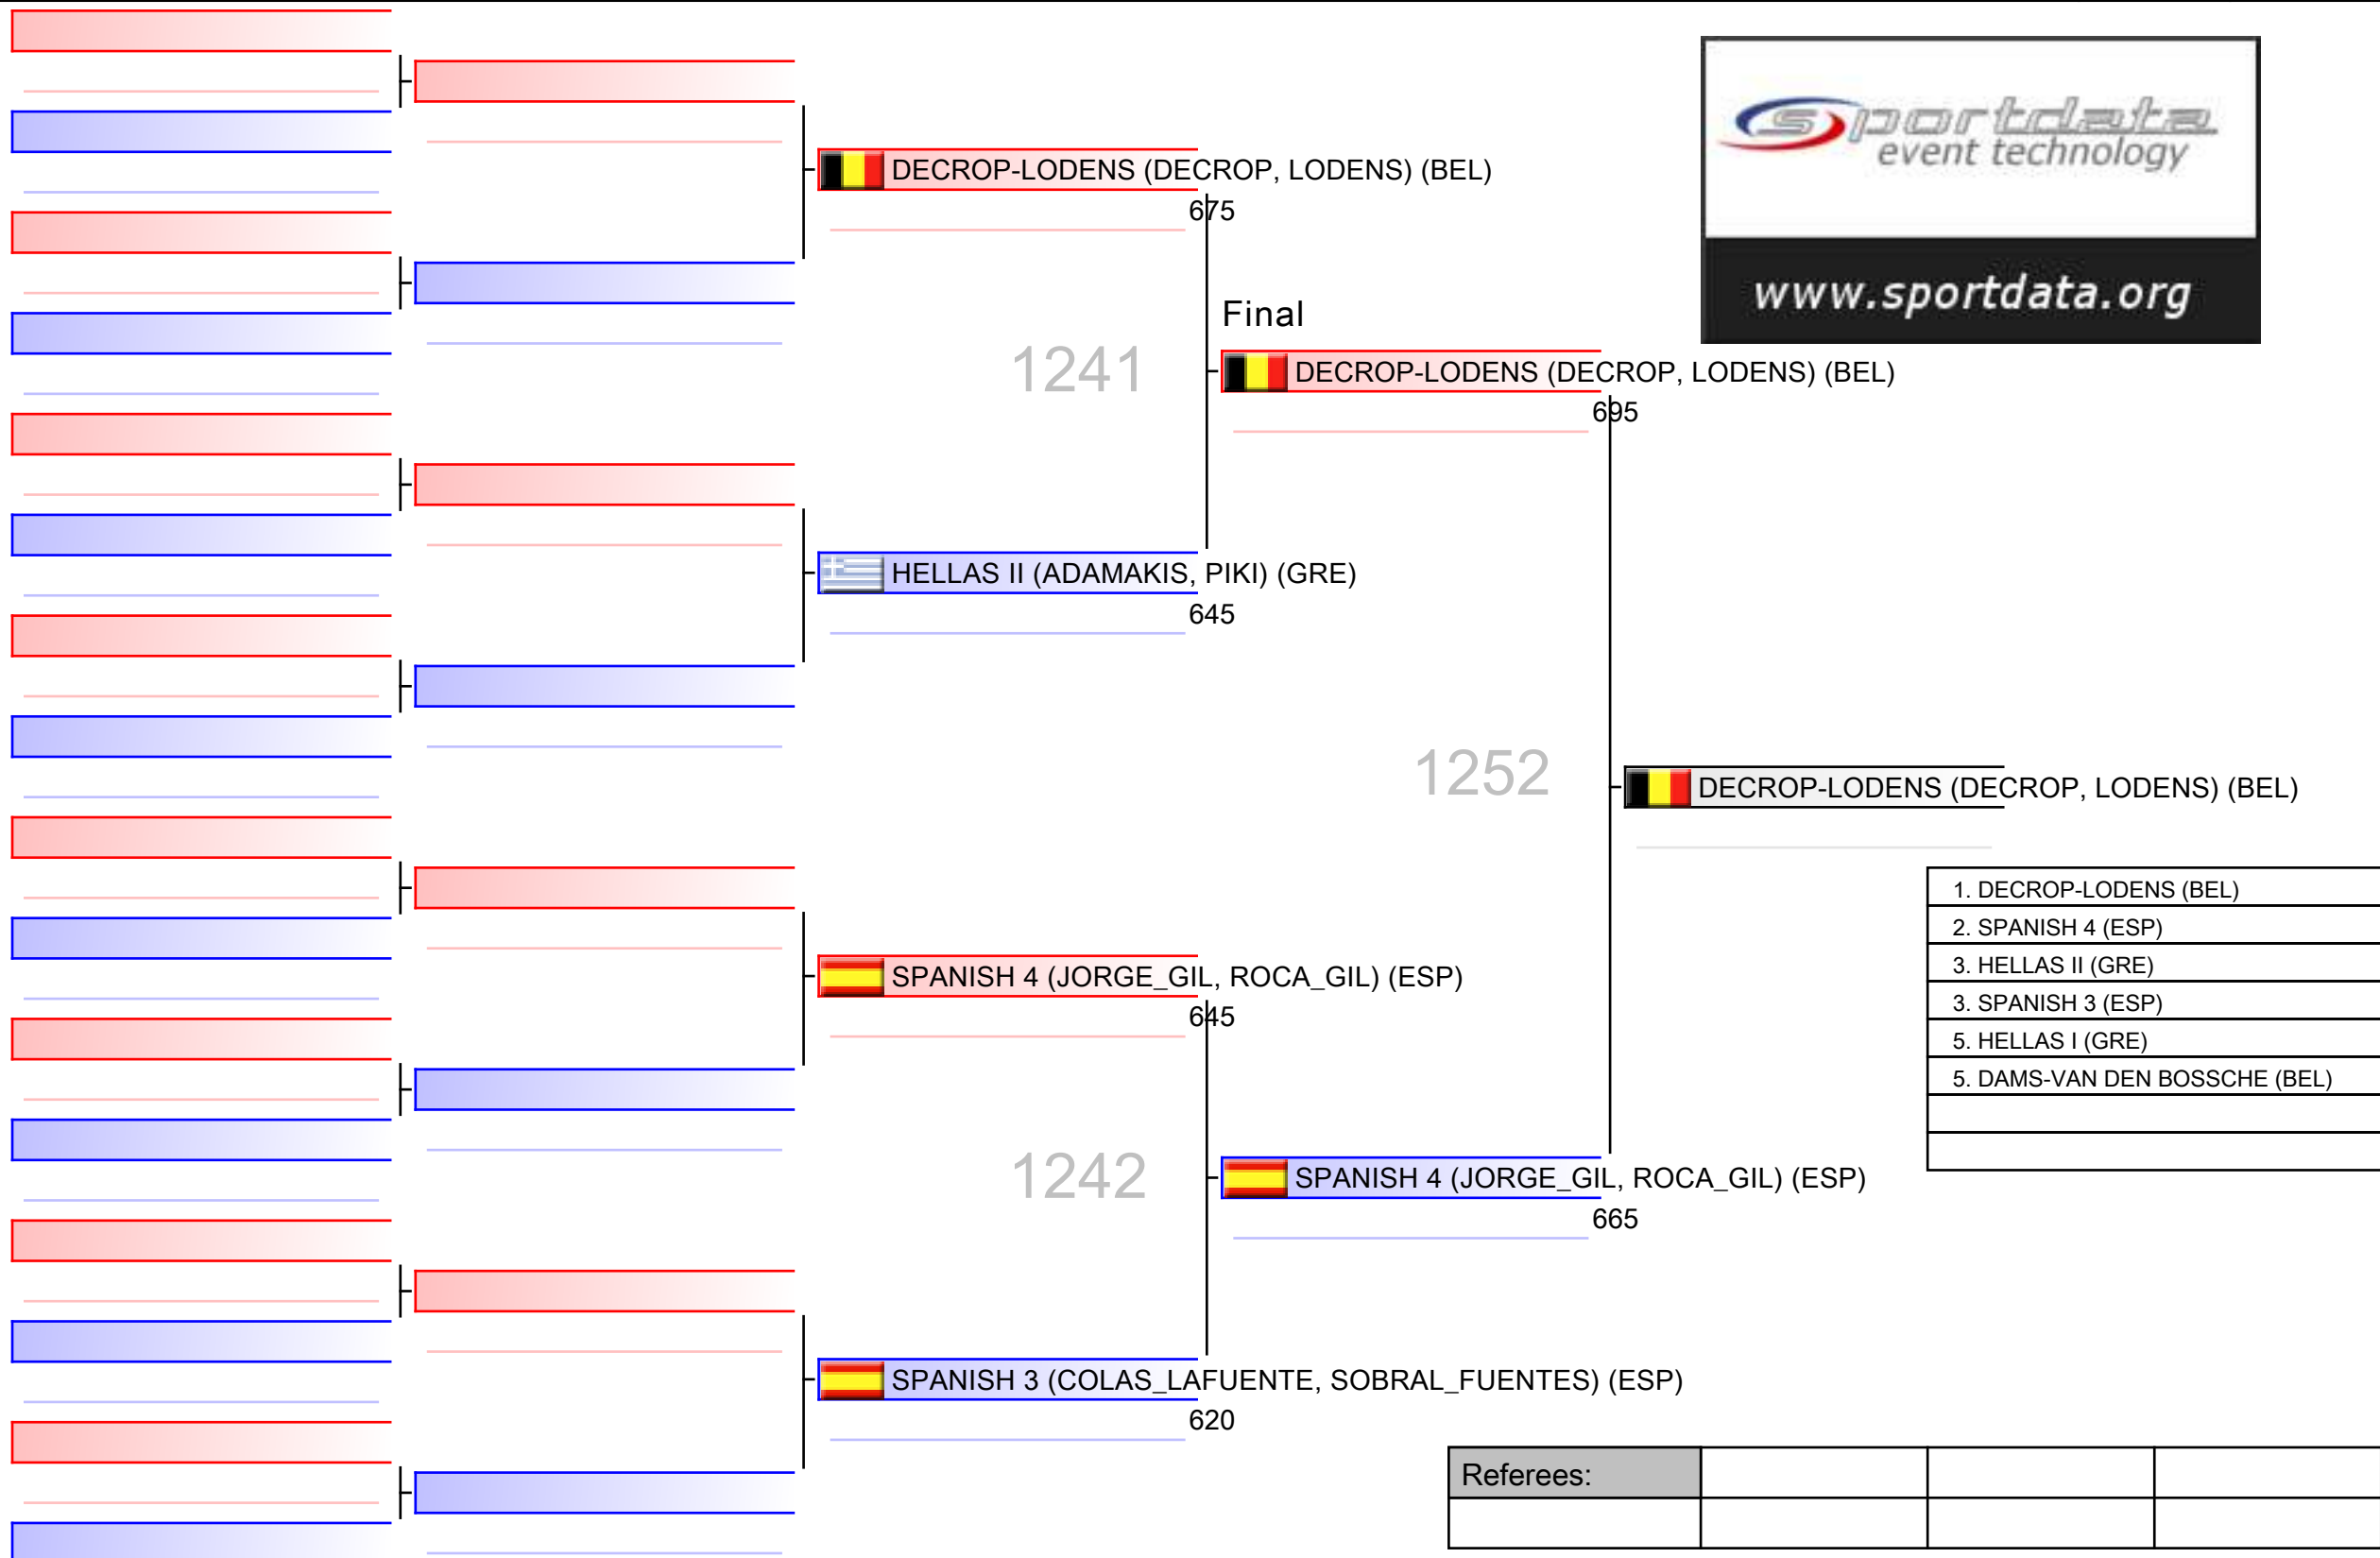 sportdata
event technology
www.sportdata.org
DECROP-LODENS (DECROP, LODENS) (BEL)
675
Final
1241
DECROP-LODENS (DECROP, LODENS) (BEL)
695
HELLAS II (ADAMAKIS, PIKI) (GRE)
645
1252
DECROP-LODENS (DECROP, LODENS) (BEL)
1. DECROP-LODENS (BEL)
2. SPANISH 4 (ESP)
3. HELLAS II (GRE)
3. SPANISH 3 (ESP)
5. HELLAS I (GRE)
5. DAMS-VAN DEN BOSSCHE (BEL)
SPANISH 4 (JORGE_GIL, ROCA_GIL) (ESP)
645
1242
SPANISH 4 (JORGE_GIL, ROCA_GIL) (ESP)
665
SPANISH 3 (COLAS_LAFUENTE, SOBRAL_FUENTES) (ESP)
620
Referees: